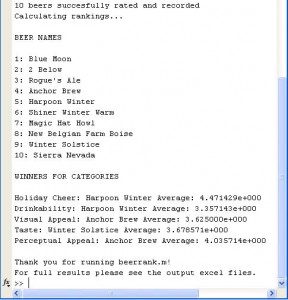 10 beers succesfully rated and recorded
Calculating rankings...
BEER NAMES
1: Blue Moon
2: 2 Below
3: Rogue's Ale
4: Anchor Brew
5: Harpoon Winter
6: Shiner Winter Warm
7: Magic Hat Howl
8: New Belgian Farm Boise
9: Winter Solstice
10: Sierra Nevada
WINNERS FOR CATEGORIES
Holiday Cheer: Harpoon Winter Average: 4.471429e+000
Drinkability: Harpoon Winter Average: 3.357143e+000
Visual Appeal: Anchor Brew Average: 3.625000e+000
Taste: Winter Solstice Average: 3.678571e+000
Perceptual Appeal: Anchor Brew Average: 4.035714e+000
Thank you for running beerrank.m!
For full results please see the output excel files.
fx >>